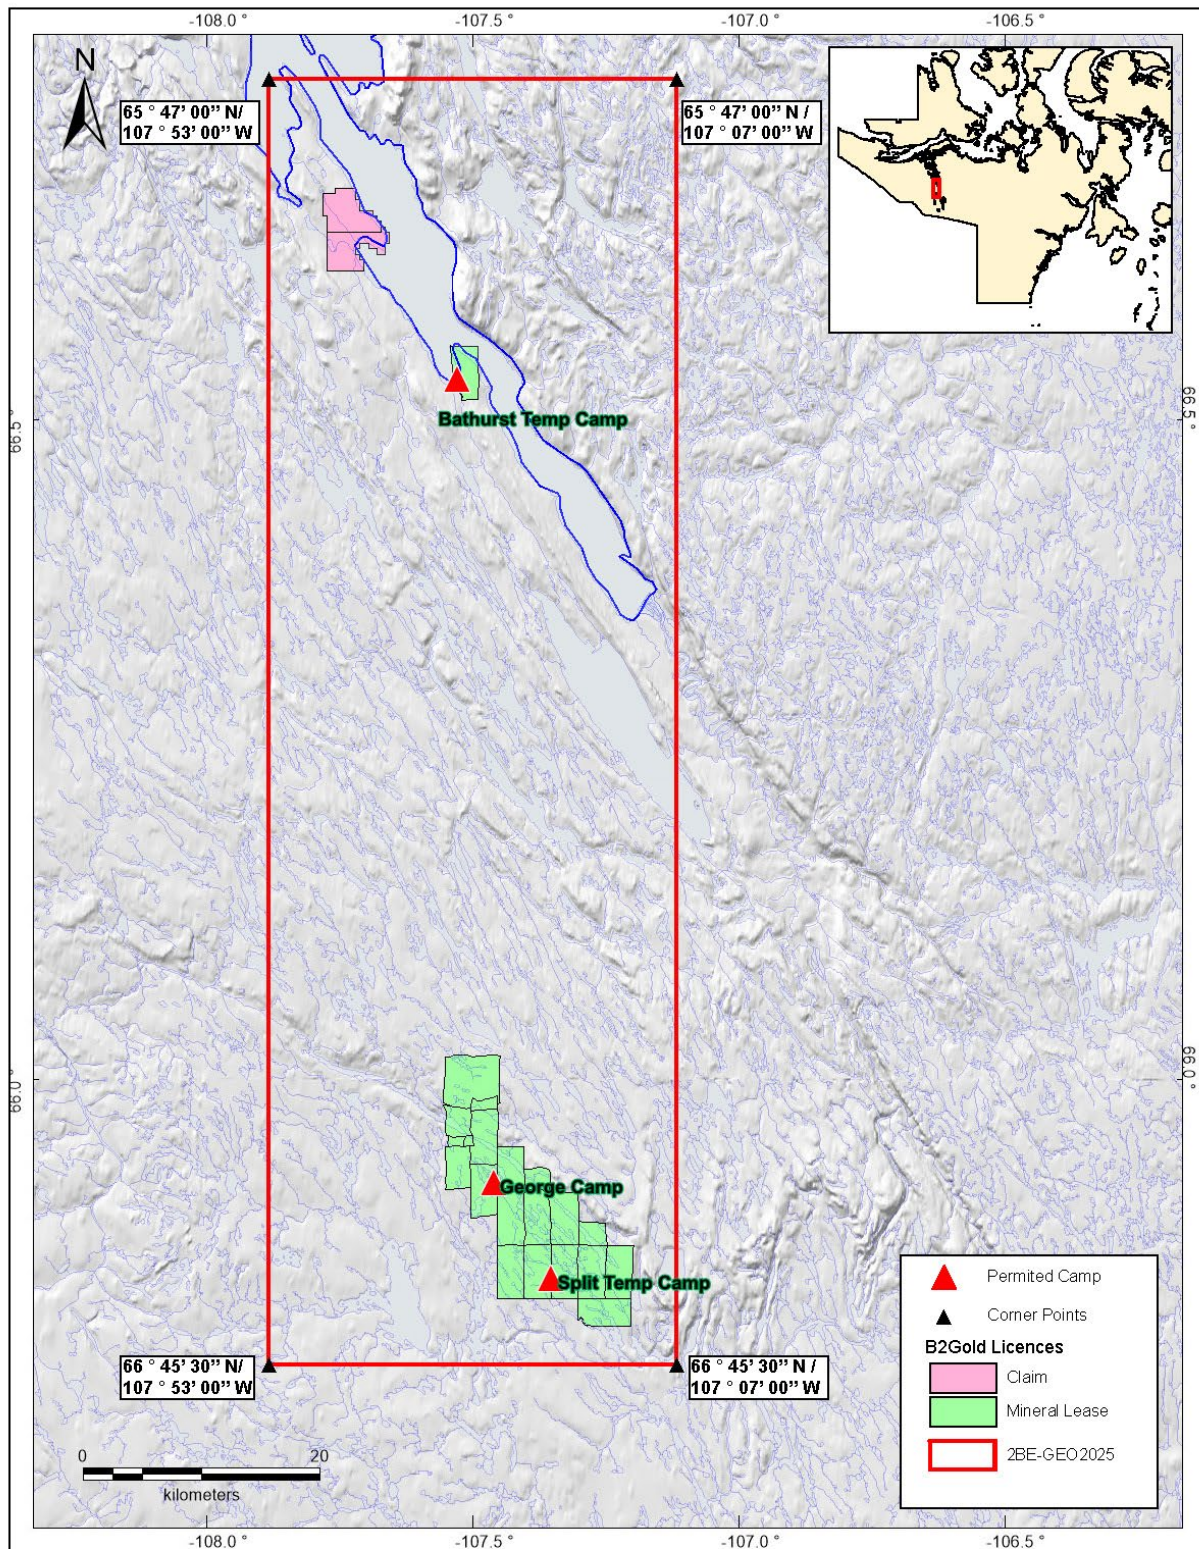 -108.0 °
-107.5 °
-107.0 °
-106.5 °
N
65 ° 47' 00” N/
107 ° 53' 00” W
65 ° 47' 00” N /
107 ° 07' 00” W
66.5 °
66.5 °
Bathurst Temp Camp
66.0 °
66.0 °
George Camp
Split Temp Camp
66 ° 45' 30” N/
107 ° 53' 00” W
66 ° 45' 30” N /
107 ° 07' 00” W
Permited Camp
Corner Points
B2Gold Licences
Claim
Mineral Lease
2BE-GEO2025
0
20
kilometers
-108.0 °
-107.5 °
-107.0 °
-106.5 °